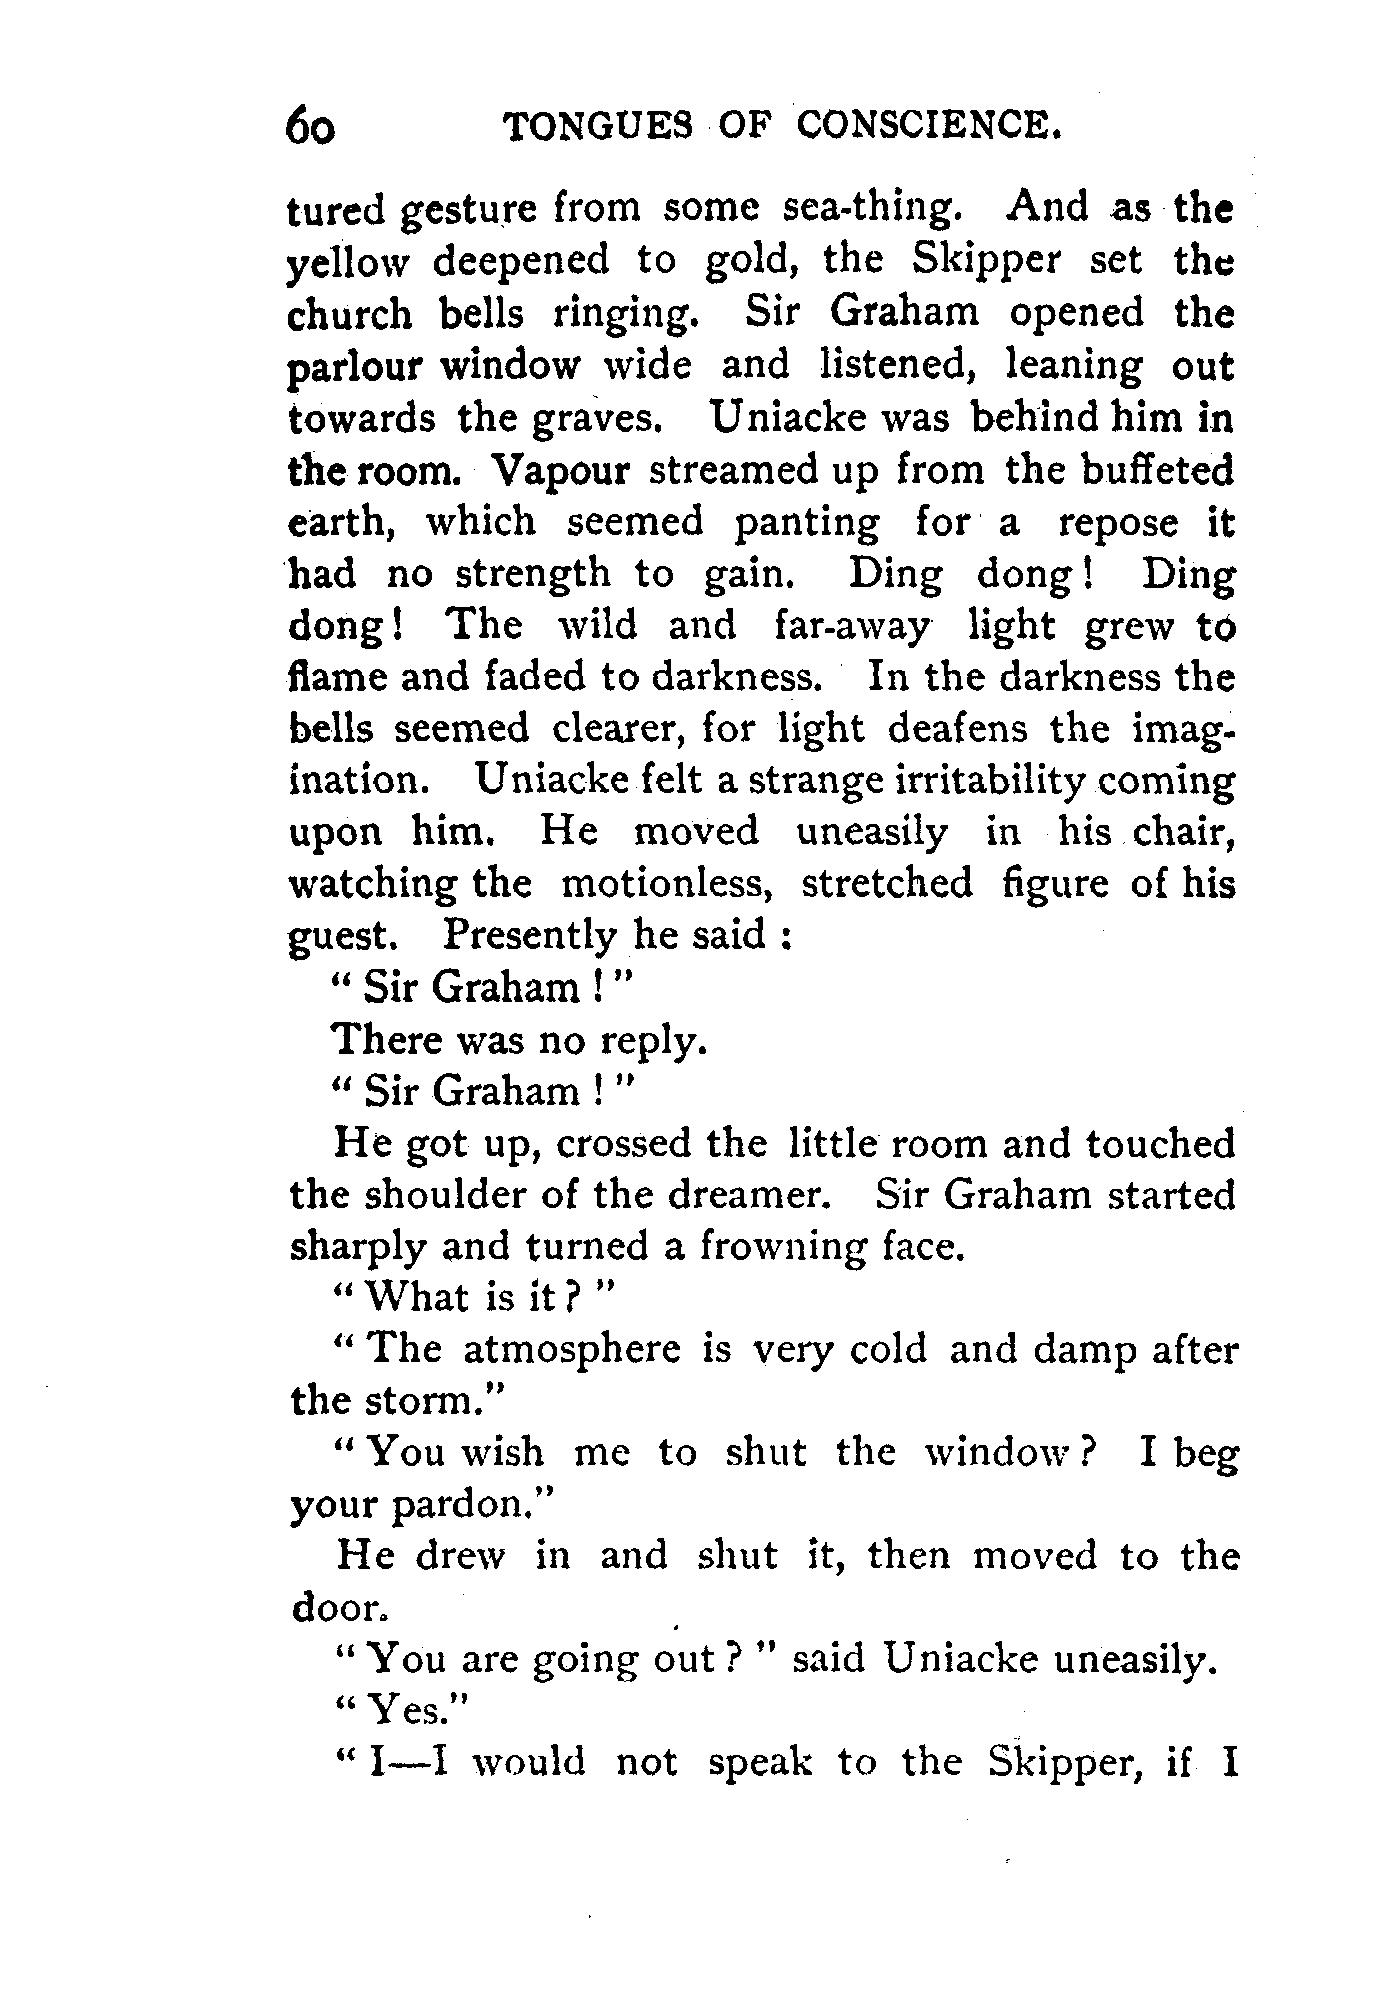 60 TONGUES OF CONSCIENCE.
tured gesture from some sea-thing. And as the
yellow deepened to gold, the Skipper set the
church bells ringing. Sir Graham opened the
parlour window wide and listened, leaning out
towards the graves. Uniacke was behind him in
the room. Vapour streamed up from the buffeted
earth, which seemed panting for a repose it
had no strength to gain. Ding dong! Ding
dong! The wild and far-away light grew to
flame and faded to darkness. In the darkness the
bells seemed clearer, for light deafens the imag-
ination. Uniacke felt a strange irritability coming
upon him. He moved uneasily in his chair,
watching the motionless, stretched figure of his
guest. Presently he said :
“ Sir Graham ! ”
There was no reply.
“ Sir Graham ! ”
He got up, crossed the little room and touched
the shoulder of the dreamer. Sir Graham started
sharply and turned a frowning face.
“ What is it ? ”
“ The atmosphere is very cold and damp after
the storm.”
“ You wish me to shut the window ? I beg
your pardon.”
He drew in and shut it, then moved to the
door.
“ You are going out ? ” said Uniacke uneasily.
“ Yes.”
“ I—I would not speak to the Skipper, if I